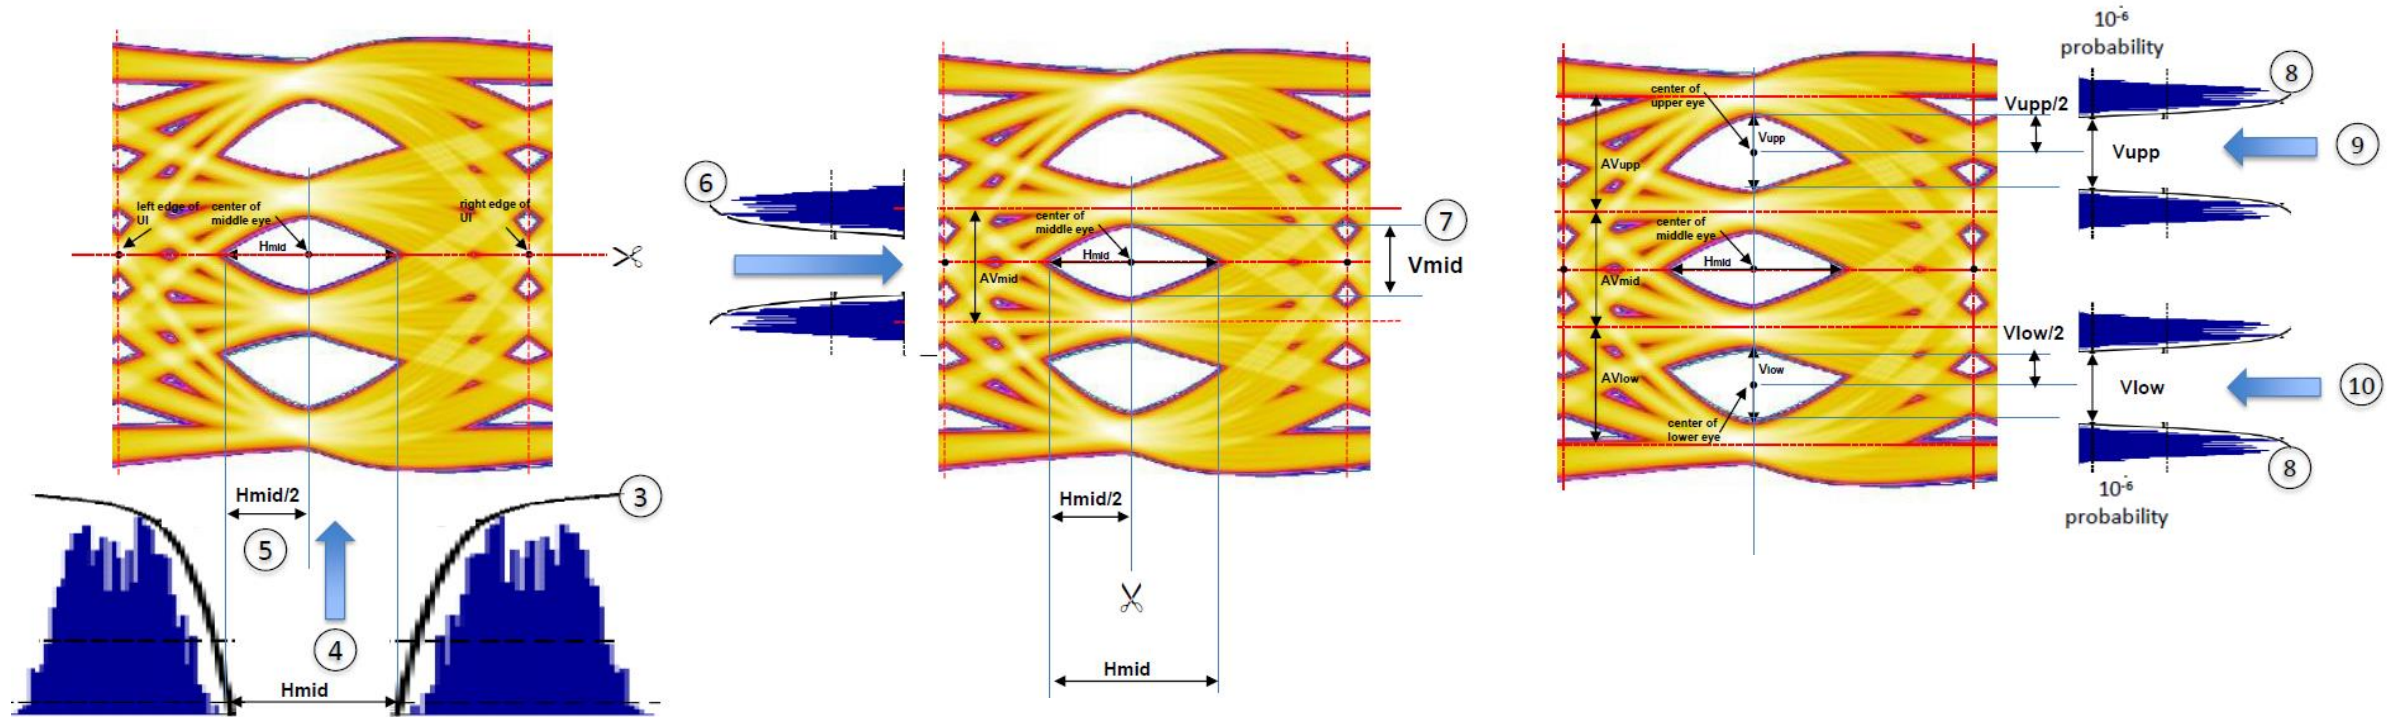 left edge of
UI
center of
middle eye
right edge of
UI
Hmid
Hmid/2
3
5
4
Hmid
6
AVmid
center of
middle eye
Hmid
7
Vmid
Hmid/2
Hmid
center of
upper eye
Vupp
AVupp
center of
middle eye
Hmid
AVmid
Vlow
AVlow
center of
lower eye
10-6
probability
8
Vupp/2
Vupp
9
Vlow/2
Vlow
10
8
10-6
probability